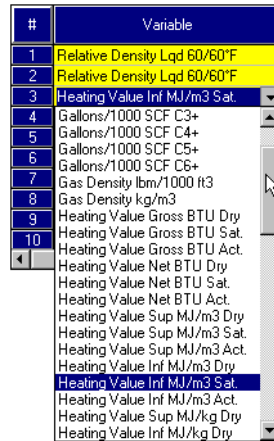 # Variable
1 Relative Density Lqd 60/60°F
2 Relative Density Lqd 60/60°F
3 Heating Value Inf MJ/m3 Sat.
4 Gallons/1000 SCF C3+
5 Gallons/1000 SCF C4+
6 Gallons/1000 SCF C5+
Gallons/1000 SCF C6+
7 Gas Density lbm/1000 ft3
8 Gas Density kg/m3
9 Heating Value Gross BTU Dry
10 Heating Value Gross BTU Sat.
Heating Value Gross BTU Act.
Heating Value Net BTU Dry
Heating Value Net BTU Sat.
Heating Value Net BTU Act.
Heating Value Sup MJ/m3 Dry
Heating Value Sup MJ/m3 Sat.
Heating Value Sup MJ/m3 Act.
Heating Value Inf MJ/m3 Dry
Heating Value Inf MJ/m3 Sat.
Heating Value Inf MJ/m3 Act.
Heating Value Sup MJ/kg Dry
Heating Value Inf MJ/kg Dry